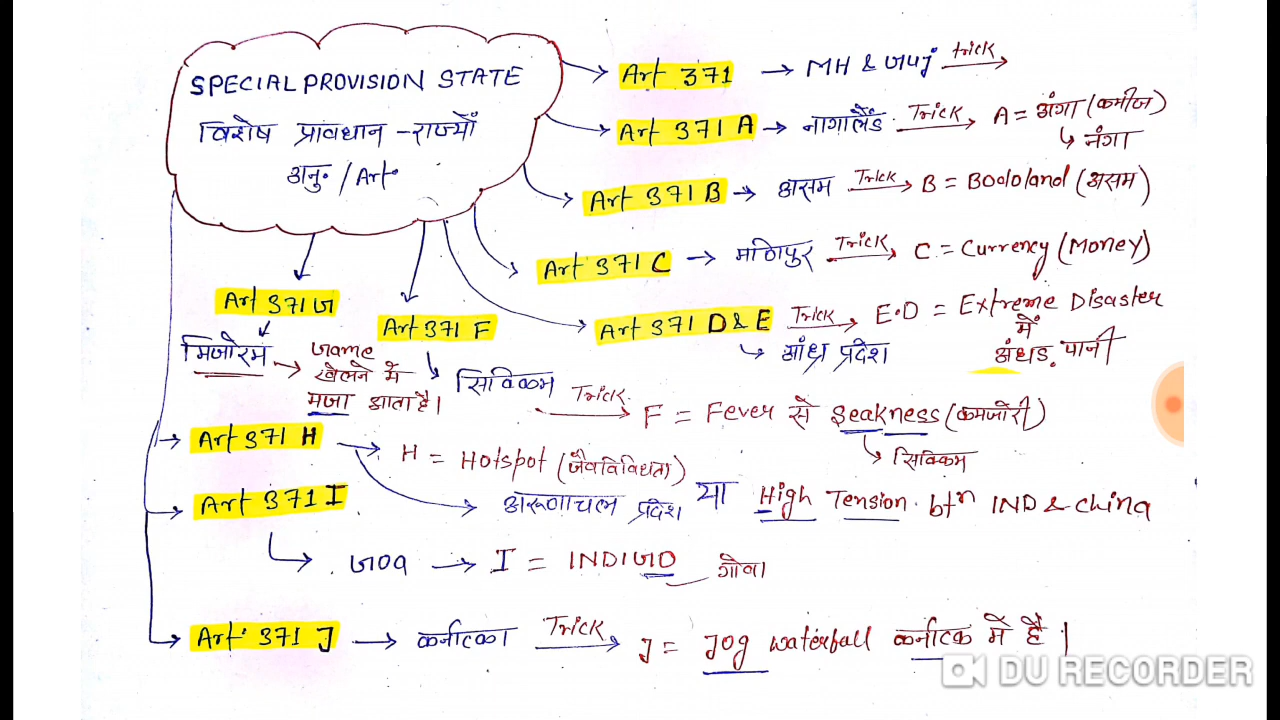 SPECIAL PROVISION STATE
विशेष प्रावधान - राज्यों
अनु॰ / Art.
Art 371 → MH & GUJ trick →
Art 371 A → नागालैंड Trick → A = अंगा (कमीज)
↳ नंगा
Art 371 B → असम Trick → B = Bodoland (असम)
Art 371 C → मणिपुर Trick → C = Currency (Money)
Art 371 D & E Trick → E.D = Extreme Disaster
में
↳ आंध्र प्रदेश अंधड़ पानी
Art 371 G
मिजोरम → Game
खेलने में
मजा आता है।
Art 371 F
↳ सिक्किम Trick → F = Fever से Seakness (कमजोरी)
↳ सिक्किम
Art 371 H → H = Hotspot (जैवविविधता)
→ अरूणाचल प्रदेश या High Tension. btⁿ IND & China
Art 371 I
↳ गोवा → I = INDIGO गोवा
Art 371 J → कर्नाटका Trick → J = Jog waterfall कर्नाटक में है।
DU RECORDER